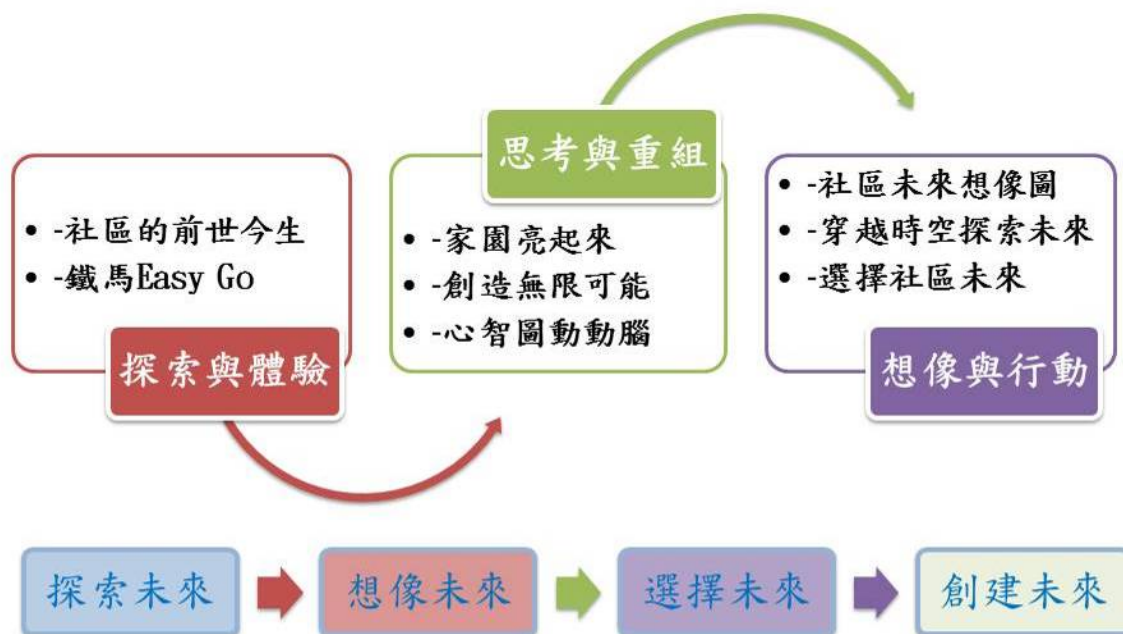 • -社區的前世今生
• -鐵馬Easy Go
探索與體驗
思考與重組
• -家園亮起來
• -創造無限可能
• -心智圖動動腦
• -社區未來想像圖
• -穿越時空探索未來
• -選擇社區未來
想像與行動
探索未來
想像未來
選擇未來
創建未來